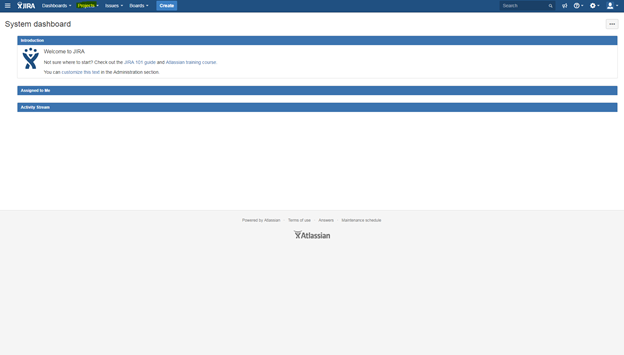 JIRA Dashboards Projects Issues Boards Create Search
System dashboard
Introduction
Welcome to JIRA
Not sure where to start? Check out the JIRA 101 guide and Atlassian training course.
You can customize this text in the Administration section.
Assigned to Me
Activity Stream
Powered by Atlassian · Terms of use · Answers · Maintenance schedule
Atlassian